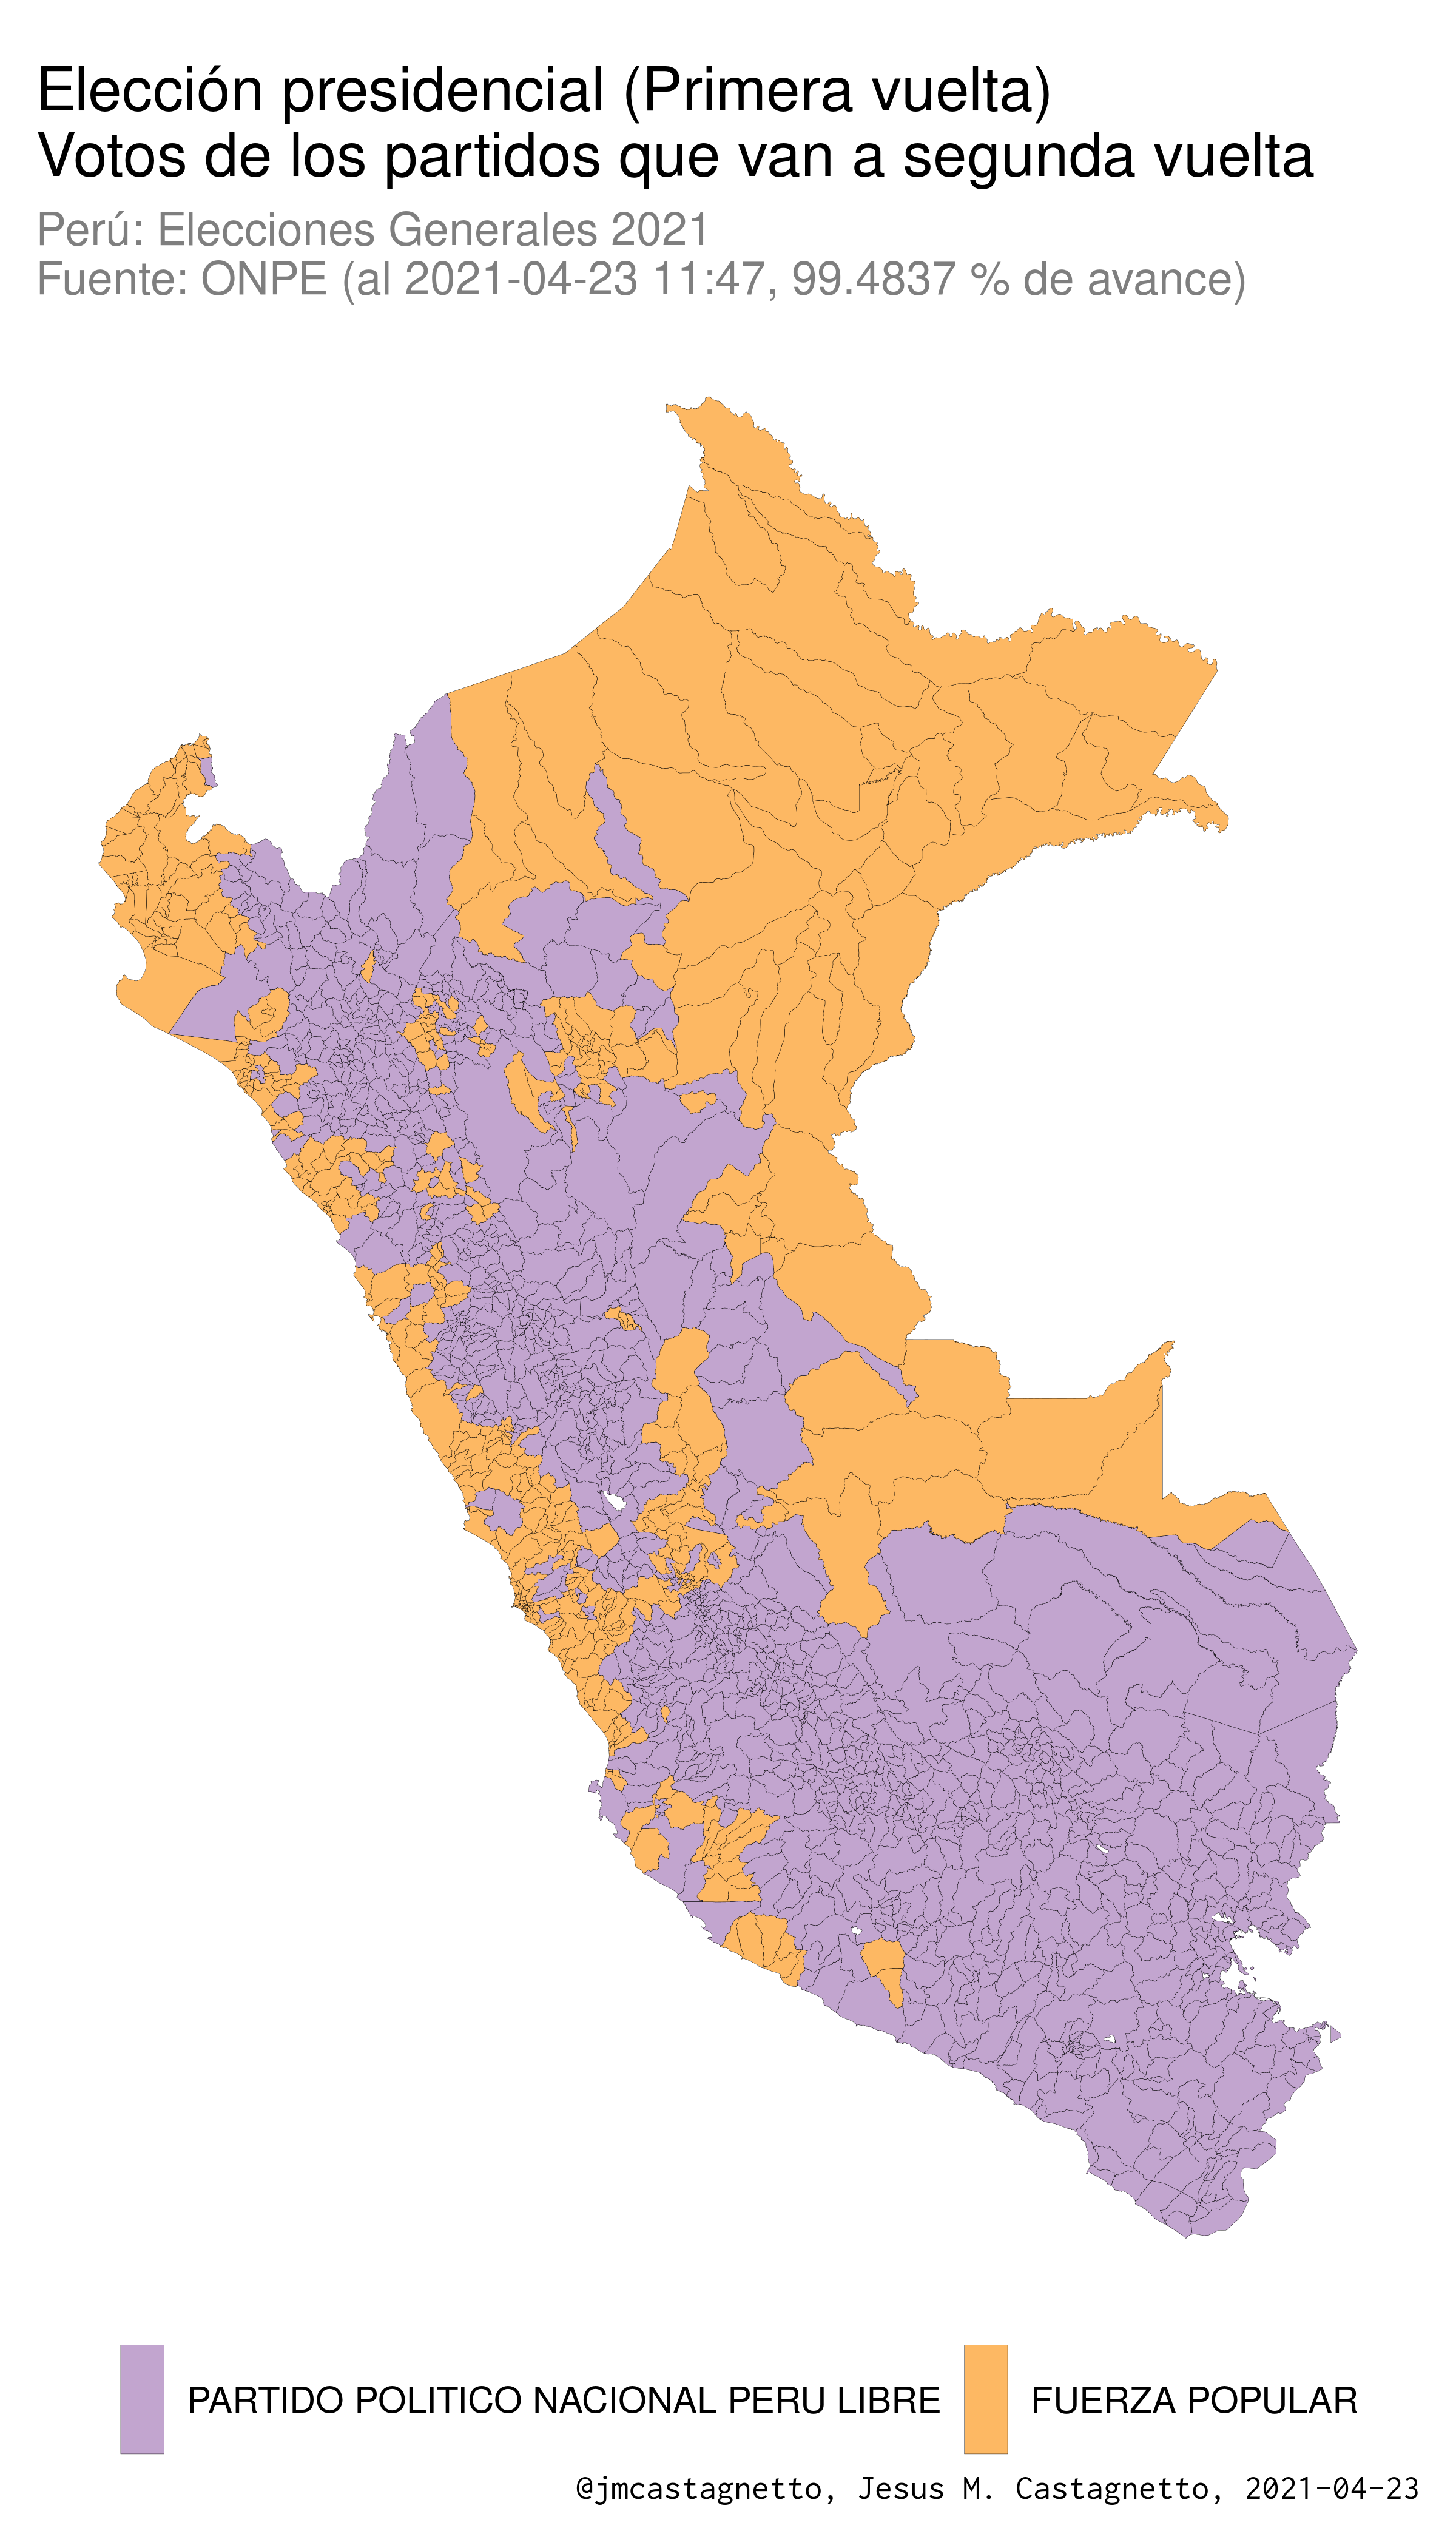 Elección presidencial (Primera vuelta)
Votos de los partidos que van a segunda vuelta
Perú: Elecciones Generales 2021
Fuente: ONPE (al 2021-04-23 11:47, 99.4837 % de avance)
PARTIDO POLITICO NACIONAL PERU LIBRE
FUERZA POPULAR
@jmcastagnetto, Jesus M. Castagnetto, 2021-04-23